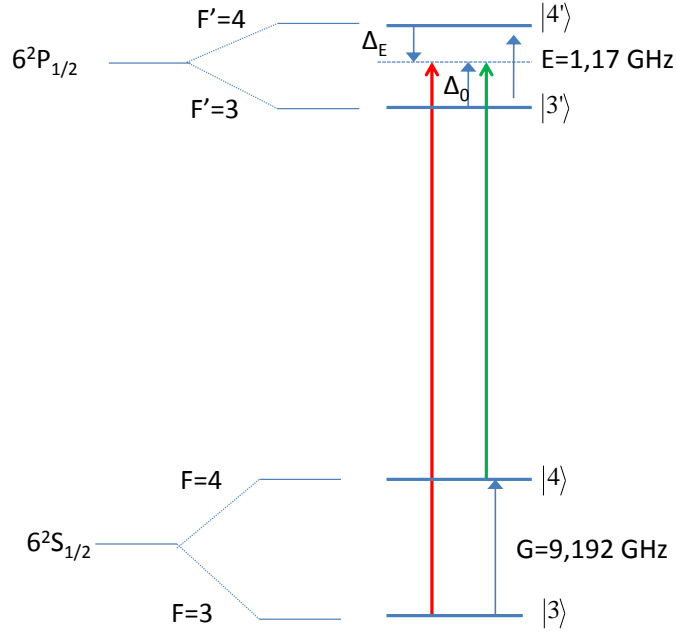 F'=4
|4'⟩
Δ_E
E=1,17 GHz
6²P₁/₂
Δ₀
F'=3
|3'⟩
F=4
|4⟩
6²S₁/₂
G=9,192 GHz
F=3
|3⟩